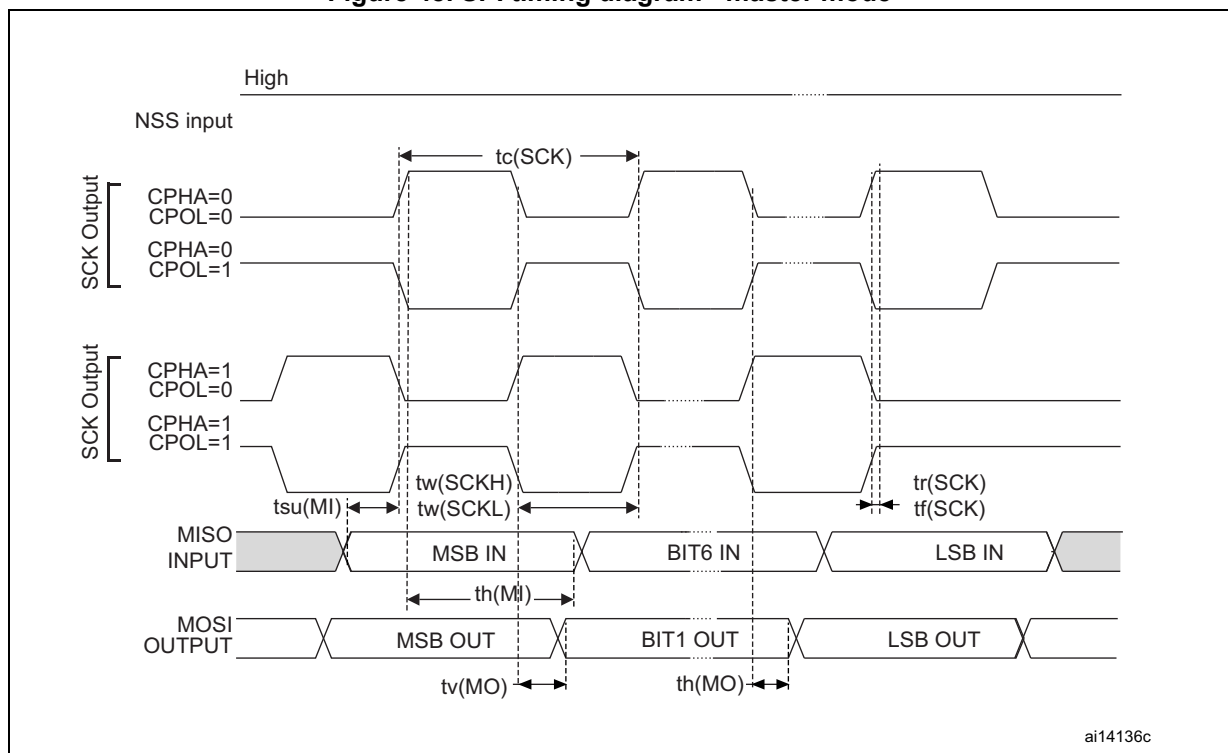 High
NSS input
tc(SCK)
SCK Output
CPHA=0
CPOL=0
CPHA=0
CPOL=1
SCK Output
CPHA=1
CPOL=0
CPHA=1
CPOL=1
tw(SCKH)
tw(SCKL)
tr(SCK)
tf(SCK)
tsu(MI)
MISO
INPUT
MSB IN
BIT6 IN
LSB IN
th(MI)
MOSI
OUTPUT
MSB OUT
BIT1 OUT
LSB OUT
tv(MO)
th(MO)
ai14136c